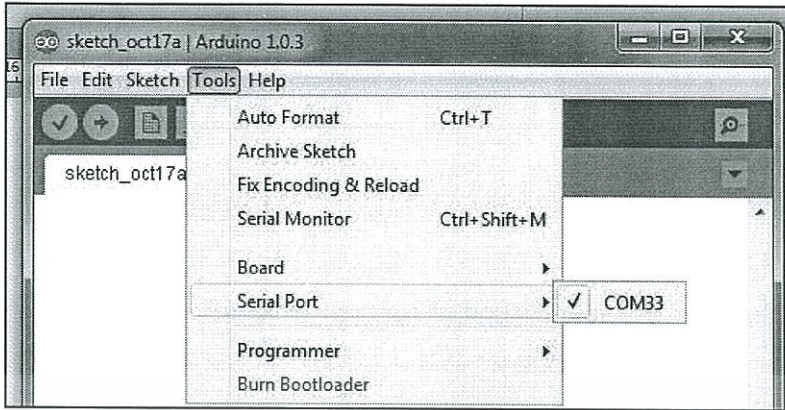 16
sketch_oct17a | Arduino 1.0.3
File Edit Sketch Tools Help
Auto Format Ctrl+T
Archive Sketch
sketch_oct17a
Fix Encoding & Reload
Serial Monitor Ctrl+Shift+M
Board
Serial Port ✓ COM33
Programmer
Burn Bootloader